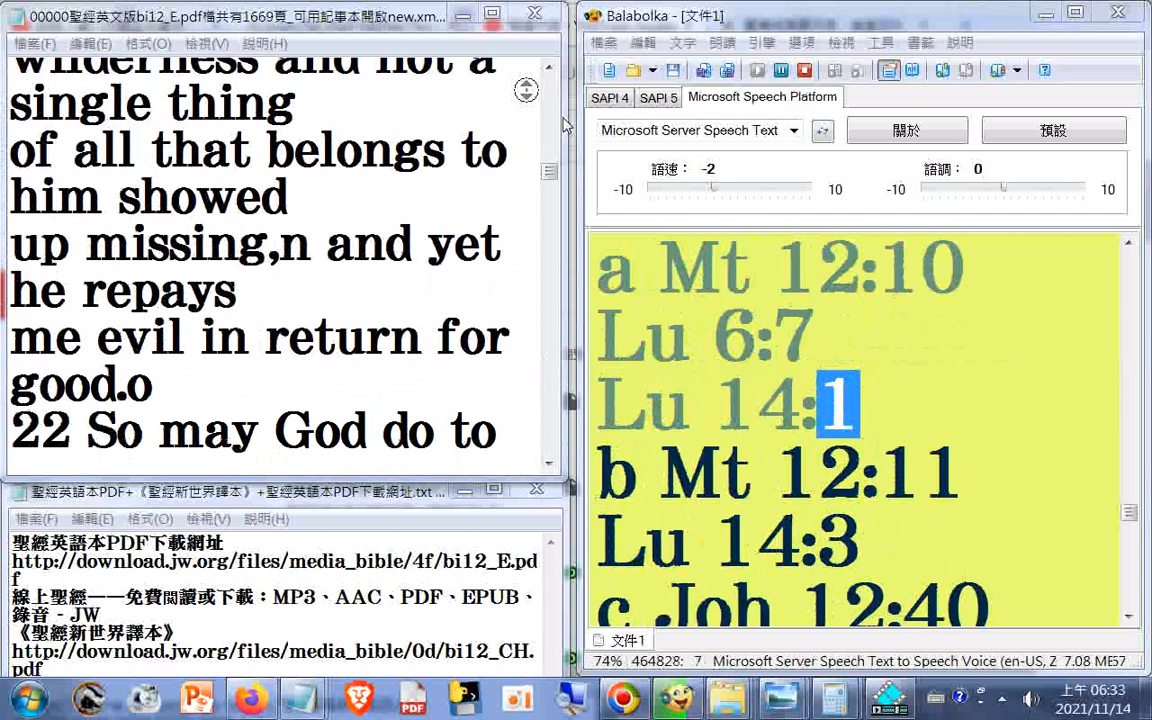 00000聖經英文版bi12_E.pdf檔共有1669頁_可用記事本開啟new.xm...
檔案(F) 編輯(E) 格式(O) 檢視(V) 說明(H)
wilderness and not a
single thing
of all that belongs to
him showed
up missing,n and yet
he repays
me evil in return for
good.o
22 So may God do to
聖經英語本PDF+《聖經新世界譯本》+聖經英語本PDF下載網址.txt ...
檔案(F) 編輯(E) 格式(O) 檢視(V) 說明(H)
聖經英語本PDF下載網址
http://download.jw.org/files/media_bible/4f/bi12_E.pd
f
線上聖經——免費閱讀或下載：MP3、AAC、PDF、EPUB、
錄音 - JW
《聖經新世界譯本》
http://download.jw.org/files/media_bible/0d/bi12_CH.
pdf
Balabolka - [文件1]
檔案 編輯 文字 朗讀 引擎 選項 檢視 工具 書籤 說明
SAPI 4 SAPI 5 Microsoft Speech Platform
Microsoft Server Speech Text 關於 預設
語速： -2 語調： 0
-10 10 -10 10
a Mt 12:10
Lu 6:7
Lu 14:1
b Mt 12:11
Lu 14:3
c Joh 12:40
文件1
74% 464828: 7 Microsoft Server Speech Text to Speech Voice (en-US, Z 7.08 ME57
上午 06:33
2021/11/14